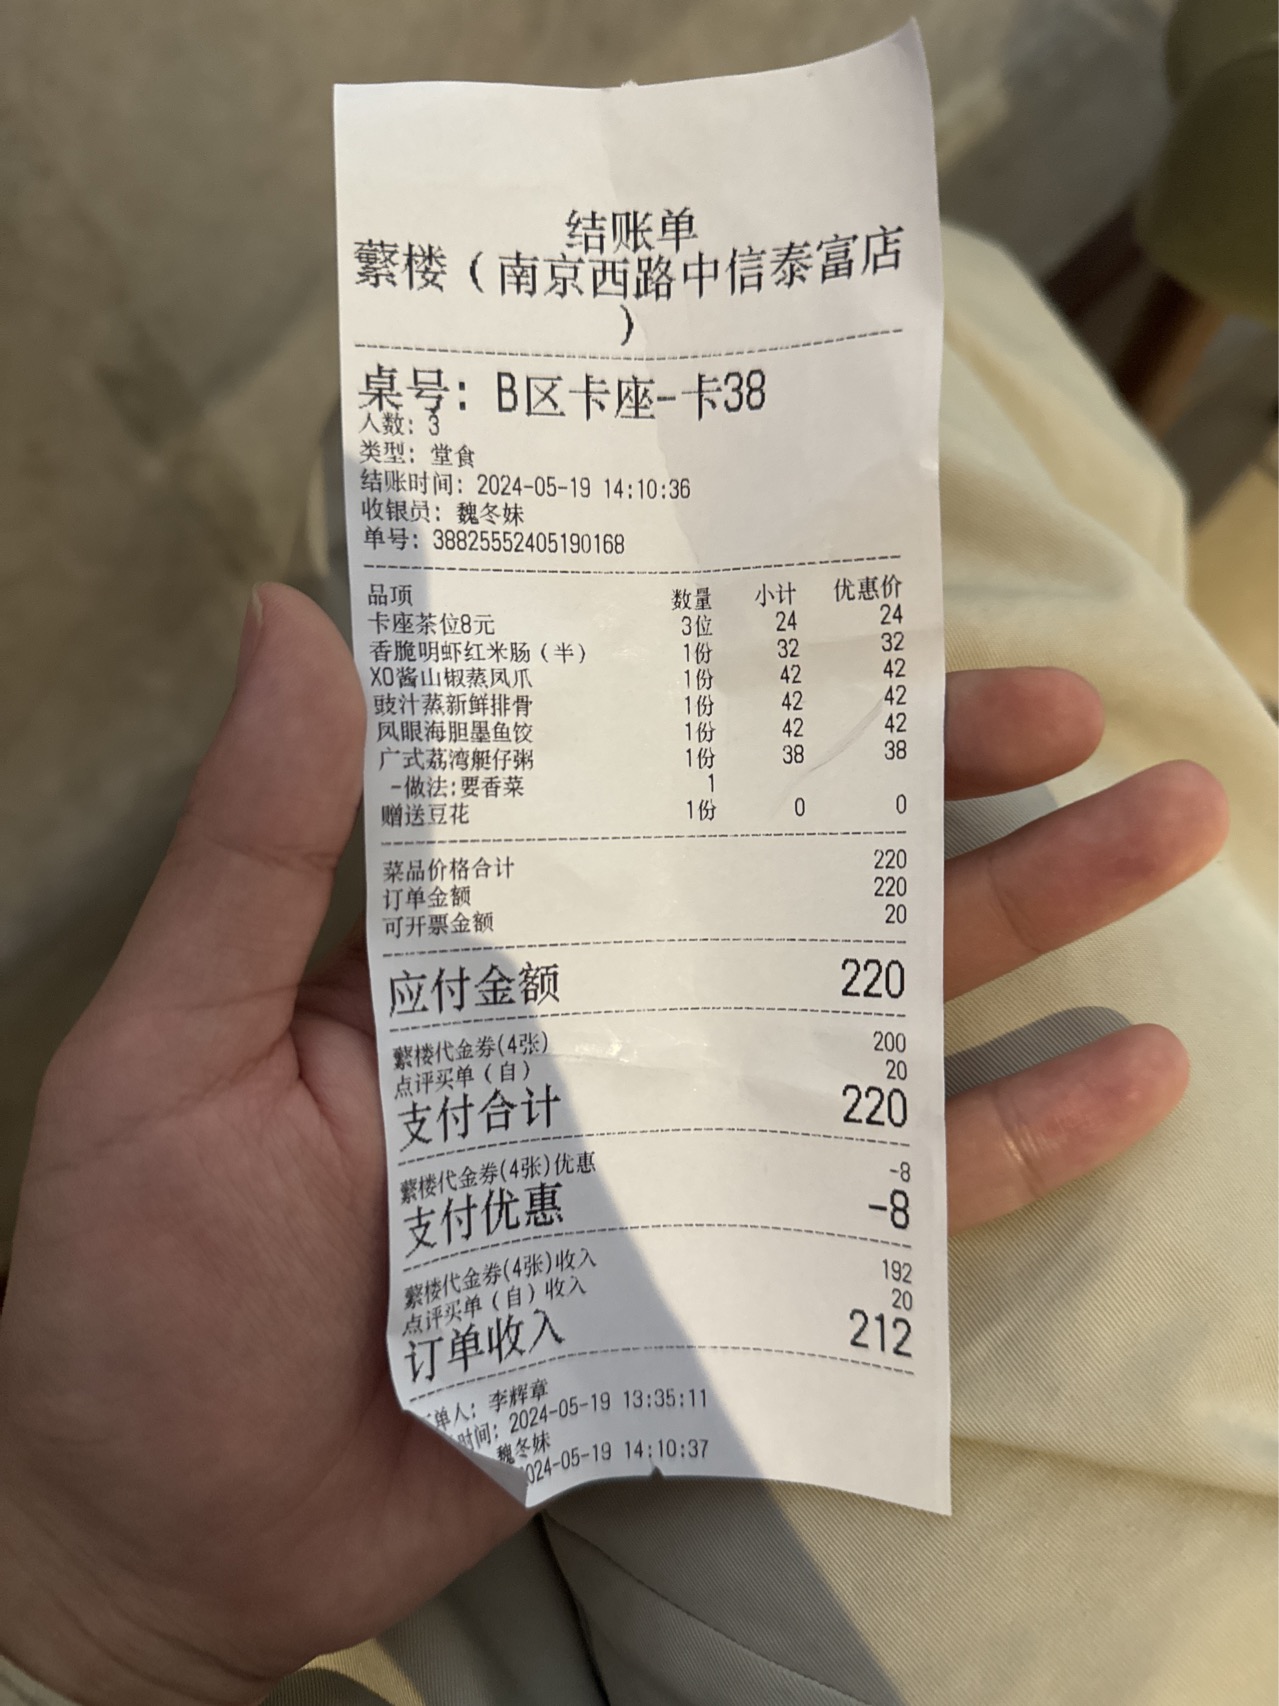 结账单
蘩楼（南京西路中信泰富店
）
桌号：B区卡座-卡38
人数：3
类型：堂食
结账时间：2024-05-19 14:10:36
收银员：魏冬妹
单号：38825552405190168
品项 数量 小计 优惠价
卡座茶位8元 3位 24 24
香脆明虾红米肠（半） 1份 32 32
XO酱山椒蒸凤爪 1份 42 42
豉汁蒸新鲜排骨 1份 42 42
凤眼海胆墨鱼饺 1份 42 42
广式荔湾艇仔粥 1份 38 38
-做法:要香菜 1
赠送豆花 1份 0 0
菜品价格合计 220
订单金额 220
可开票金额 20
应付金额 220
蘩楼代金券(4张) 200
点评买单（自） 20
支付合计 220
蘩楼代金券(4张)优惠 -8
支付优惠 -8
蘩楼代金券(4张)收入 192
点评买单（自）收入 20
订单收入 212
单人：李辉章
时间：2024-05-19 13:35:11
魏冬妹
024-05-19 14:10:37